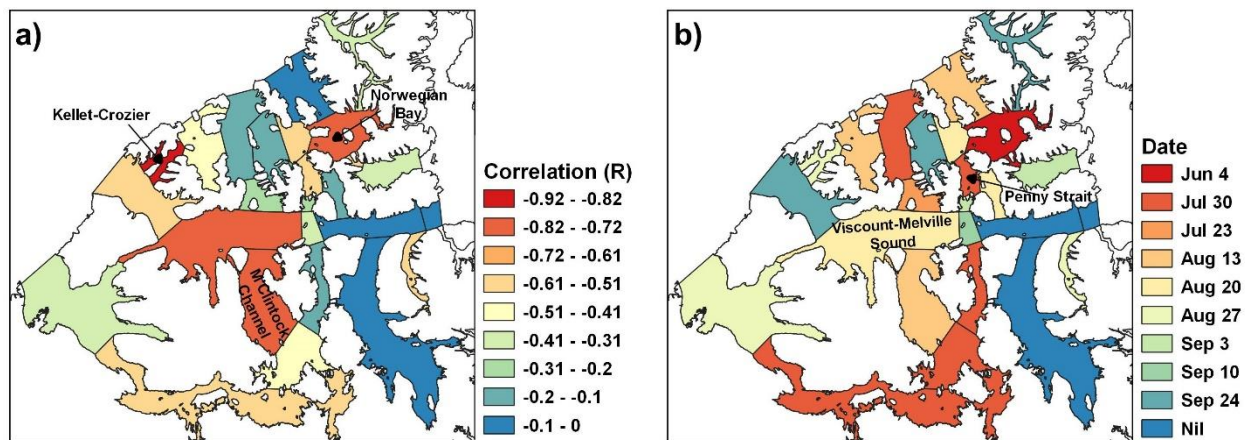 a)
Kellet-Crozier
Norwegian
Bay
McClintock
Channel
Correlation (R)
-0.92 - -0.82
-0.82 - -0.72
-0.72 - -0.61
-0.61 - -0.51
-0.51 - -0.41
-0.41 - -0.31
-0.31 - -0.2
-0.2 - -0.1
-0.1 - 0
b)
Penny Strait
Viscount-Melville
Sound
Date
Jun 4
Jul 30
Jul 23
Aug 13
Aug 20
Aug 27
Sep 3
Sep 10
Sep 24
Nil